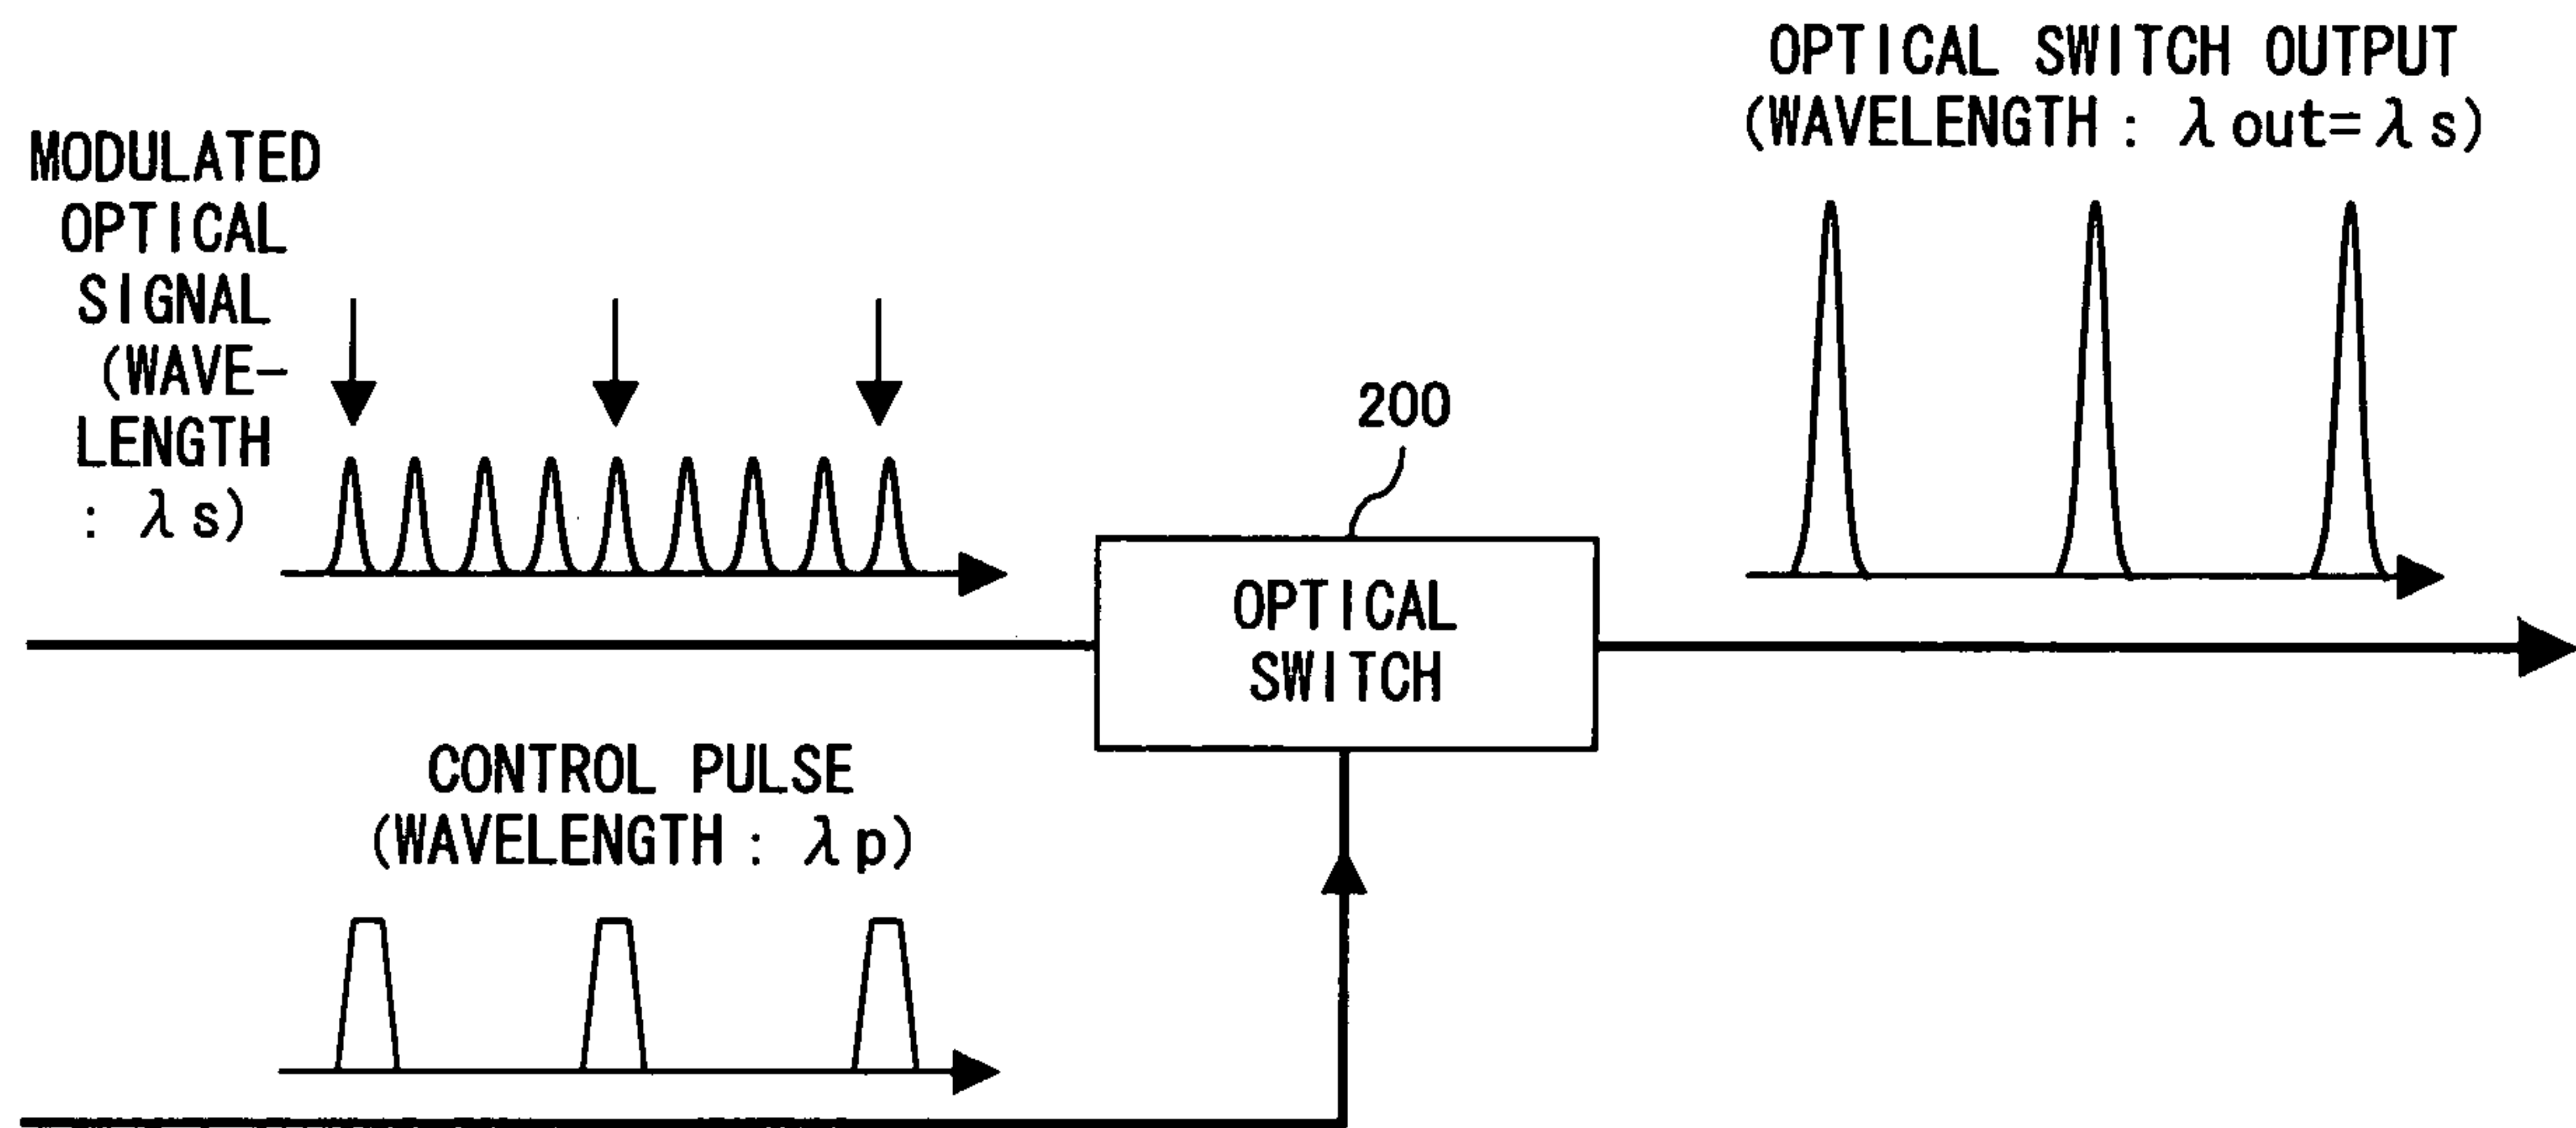 MODULATED
OPTICAL
SIGNAL
(WAVE-
LENGTH
: λs)
OPTICAL SWITCH OUTPUT
(WAVELENGTH : λout=λs)
200
OPTICAL
SWITCH
CONTROL PULSE
(WAVELENGTH : λp)